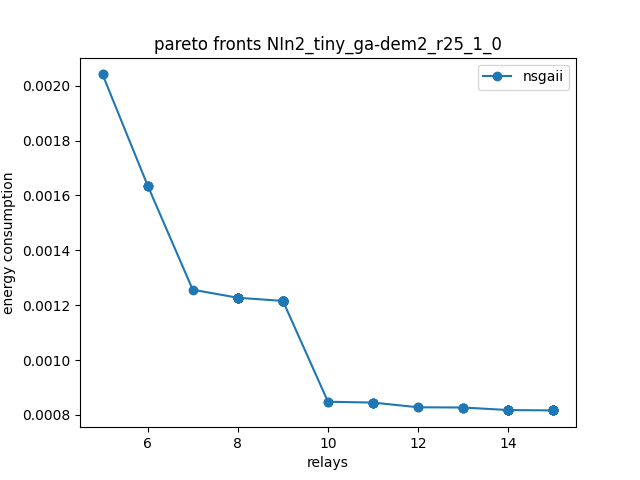 pareto fronts NIn2_tiny_ga-dem2_r25_1_0
nsgaii
energy consumption
0.0020
0.0018
0.0016
0.0014
0.0012
0.0010
0.0008
6 8 10 12 14
relays